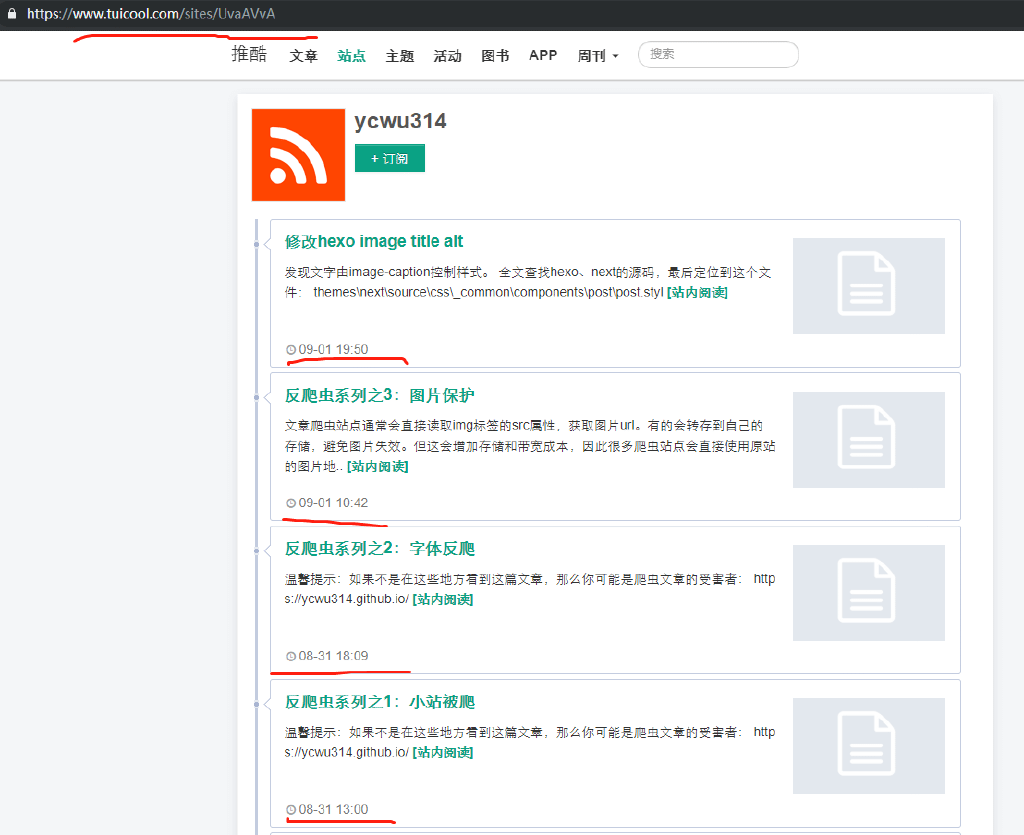 https://www.tuicool.com/sites/UvaAVvA
推酷 文章 站点 主题 活动 图书 APP 周刊 搜索
ycwu314
+ 订阅
修改hexo image title alt
发现文字由image-caption控制样式。 全文查找hexo、next的源码，最后定位到这个文
件： themes\next\source\css\_common\components\post\post.styl [站内阅读]
09-01 19:50
反爬虫系列之3：图片保护
文章爬虫站点通常会直接读取img标签的src属性，获取图片url。有的会转存到自己的
存储，避免图片失效。但这会增加存储和带宽成本，因此很多爬虫站点会直接使用原站
的图片地.. [站内阅读]
09-01 10:42
反爬虫系列之2：字体反爬
温馨提示：如果不是在这些地方看到这篇文章，那么你可能是爬虫文章的受害者： http
s://ycwu314.github.io/ [站内阅读]
08-31 18:09
反爬虫系列之1：小站被爬
温馨提示：如果不是在这些地方看到这篇文章，那么你可能是爬虫文章的受害者： http
s://ycwu314.github.io/ [站内阅读]
08-31 13:00